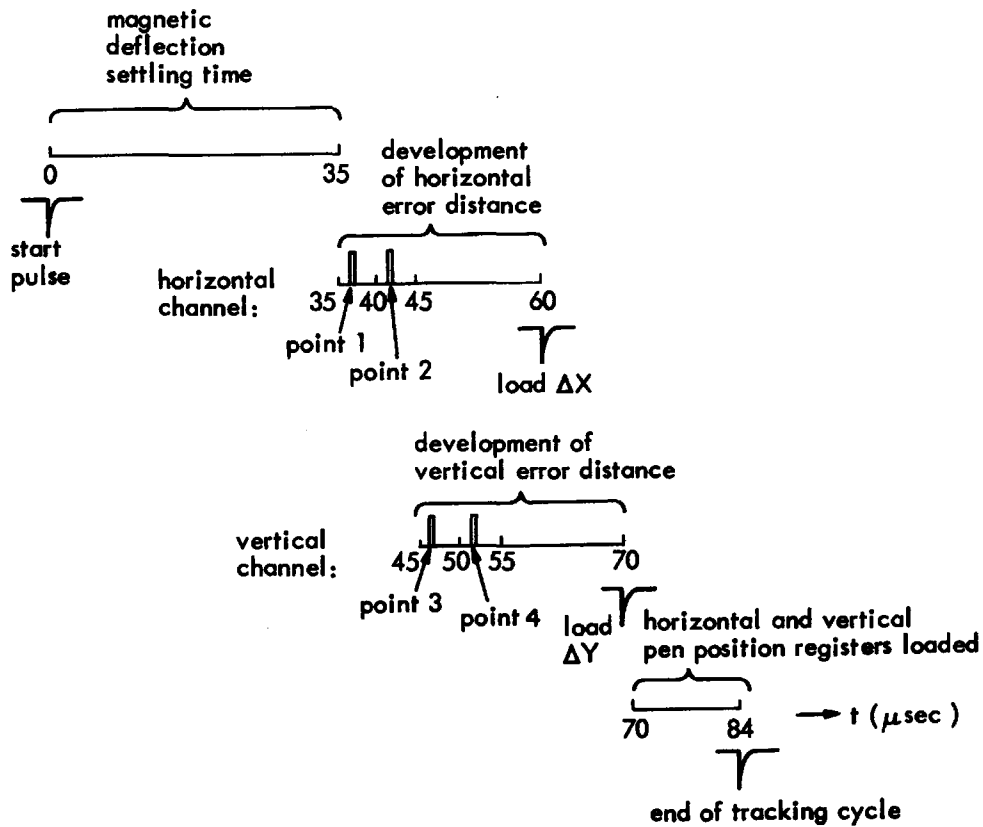 magnetic
deflection
settling time
0 35
start
pulse
development
of horizontal
error distance
horizontal
channel:
35 40 45 60
point 1
point 2
load ΔX
development of
vertical error distance
vertical
channel:
45 50 55 70
point 3
point 4
load
ΔY
horizontal and vertical
pen position registers loaded
70 84
t (μsec)
end of tracking cycle